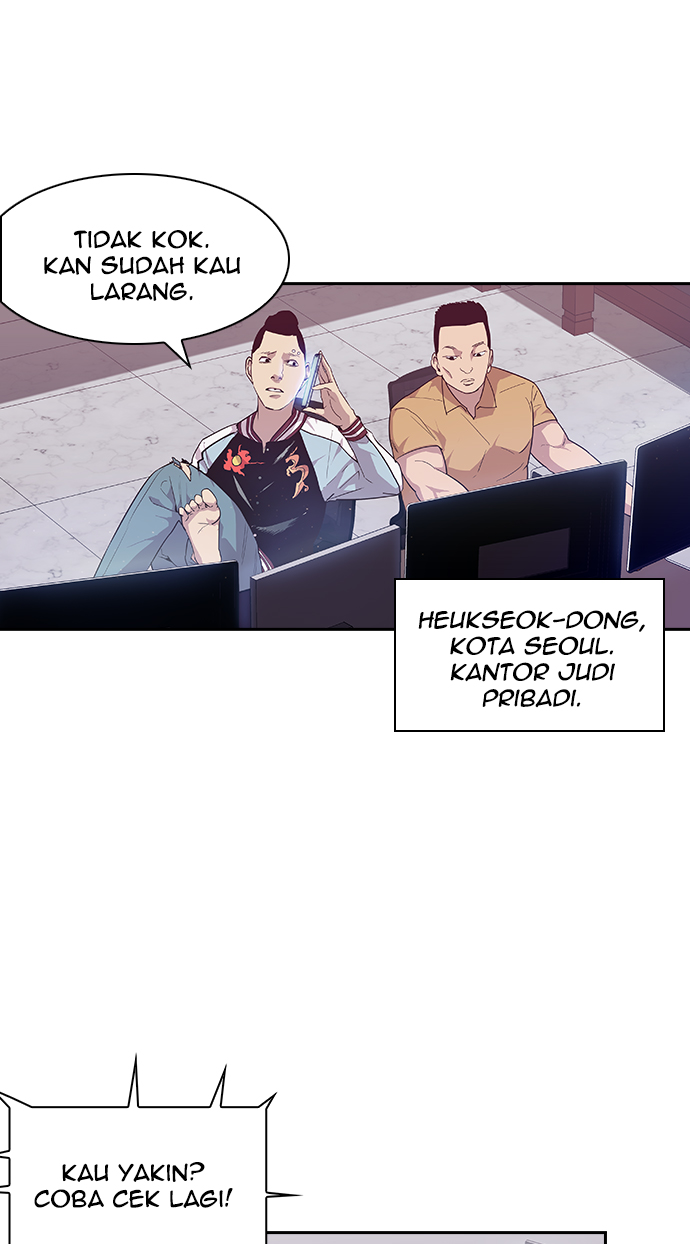 TIDAK KOK.
KAN SUDAH KAU
LARANG.
HEUKSEOK-DONG,
KOTA SEOUL.
KANTOR JUDI
PRIBADI.
KAU YAKIN?
COBA CEK LAGI!